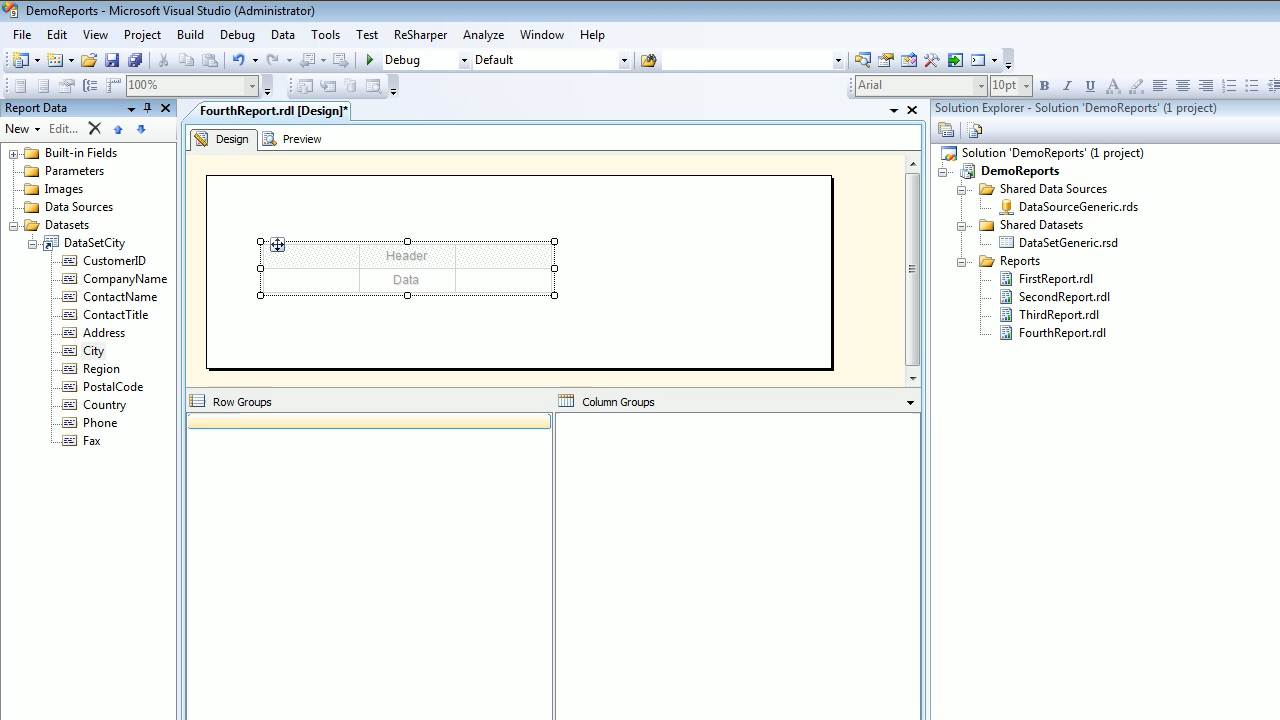 DemoReports - Microsoft Visual Studio (Administrator)
File Edit View Project Build Debug Data Tools Test ReSharper Analyze Window Help
Debug Default
100% Arial 10pt B I U A
Report Data
New Edit...
Built-in Fields
Parameters
Images
Data Sources
Datasets
DataSetCity
CustomerID
CompanyName
ContactName
ContactTitle
Address
City
Region
PostalCode
Country
Phone
Fax
FourthReport.rdl [Design]*
Design Preview
Header
Data
Row Groups Column Groups
Solution Explorer - Solution 'DemoReports' (1 project)
Solution 'DemoReports' (1 project)
DemoReports
Shared Data Sources
DataSourceGeneric.rds
Shared Datasets
DataSetGeneric.rsd
Reports
FirstReport.rdl
SecondReport.rdl
ThirdReport.rdl
FourthReport.rdl